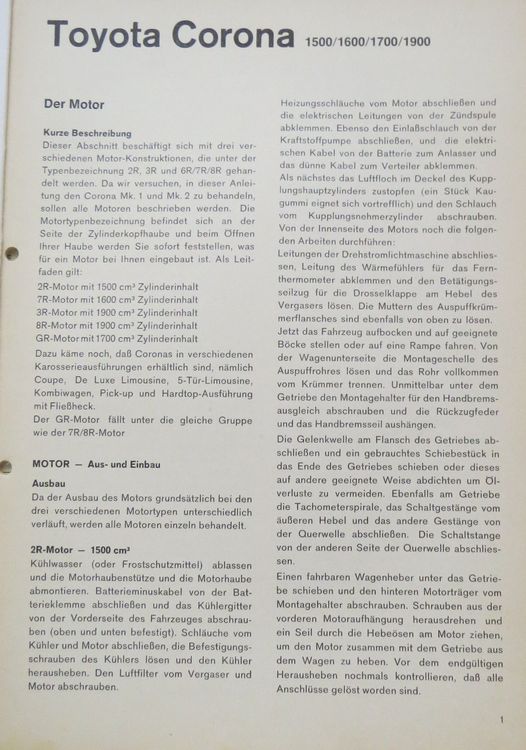 Toyota Corona 1500/1600/1700/1900
Der Motor
Kurze Beschreibung
Dieser Abschnitt beschäftigt sich mit drei ver-
schiedenen Motor-Konstruktionen, die unter der
Typenbezeichnung 2R, 3R und 6R/7R/8R gehan-
delt werden. Da wir versuchen, in dieser Anlei-
tung den Corona Mk. 1 und Mk. 2 zu behandeln,
sollen alle Motoren beschrieben werden. Die
Motortypenbezeichnung befindet sich an der
Seite der Zylinderkopfhaube und beim Öffnen
Ihrer Haube werden Sie sofort feststellen, was
für ein Motor bei Ihnen eingebaut ist. Als Leit-
faden gilt:
2R-Motor mit 1500 cm³ Zylinderinhalt
7R-Motor mit 1600 cm³ Zylinderinhalt
3R-Motor mit 1900 cm³ Zylinderinhalt
8R-Motor mit 1900 cm³ Zylinderinhalt
GR-Motor mit 1700 cm³ Zylinderinhalt
Dazu käme noch, daß Coronas in verschiedenen
Karosserieausführungen erhältlich sind, nämlich
Coupe, De Luxe Limousine, 5-Tür-Limousine,
Kombiwagen, Pick-up und Hardtop-Ausführung
mit Fließheck.
Der GR-Motor fällt unter die gleiche Gruppe
wie der 7R/8R-Motor
MOTOR — Aus- und Einbau
Ausbau
Da der Ausbau des Motors grundsätzlich bei den
drei verschiedenen Motortypen unterschiedlich
verläuft, werden alle Motoren einzeln behandelt.
2R-Motor — 1500 cm³
Kühlwasser (oder Frostschutzmittel) ablassen
und die Motorhaubenstütze und die Motorhaube
abmontieren. Batterieminuskabel von der Bat-
terieklemme abschließen und das Kühlergitter
von der Vorderseite des Fahrzeuges abschrau-
ben (oben und unten befestigt). Schläuche vom
Kühler und Motor abschließen, die Befestigungs-
schrauben des Kühlers lösen und den Kühler
herausheben. Den Luftfilter vom Vergaser und
Motor abschrauben.
Heizungsschläuche vom Motor abschließen und
die elektrischen Leitungen von der Zündspule
abklemmen. Ebenso den Einlaßschlauch von der
Kraftstoffpumpe abschließen, und die elektri-
schen Kabel von der Batterie zum Anlasser und
das dünne Kabel zum Verteiler abklemmen.
Als nächstes das Luftfloch im Deckel des Kupp-
lungshauptzylinders zustopfen (ein Stück Kau-
gummi eignet sich vortrefflich) und den Schlauch
vom Kupplungsnehmerzylinder abschrauben.
Von der Innenseite des Motors noch die folgen-
den Arbeiten durchführen:
Leitungen der Drehstromlichtmaschine abschlies-
sen, Leitung des Wärmefühlers für das Fern-
thermometer abklemmen und den Betätigungs-
seilzug für die Drosselklappe am Hebel des
Vergasers lösen. Die Muttern des Auspuffkrüm-
merflansches sind ebenfalls von oben zu lösen.
Jetzt das Fahrzeug aufbocken und auf geeignete
Böcke stellen oder auf eine Rampe fahren. Von
der Wagenunterseite die Montageschelle des
Auspuffrohres lösen und das Rohr vollkommen
vom Krümmer trennen. Unmittelbar unter dem
Getriebe den Montagehalter für den Handbrems-
ausgleich abschrauben und die Rückzugfeder
und das Handbremsseil aushängen.
Die Gelenkwelle am Flansch des Getriebes ab-
schließen und ein gebrauchtes Schiebestück in
das Ende des Getriebes schieben oder dieses
auf andere geeignete Weise abdichten um Öl-
verluste zu vermeiden. Ebenfalls am Getriebe
die Tachometerspirale, das Schaltgestänge vom
äußeren Hebel und das andere Gestänge von
der Querwelle abschließen. Die Schaltstange
von der anderen Seite der Querwelle abschlies-
sen.
Einen fahrbaren Wagenheber unter das Getrie-
be schieben und den hinteren Motorträger vom
Montagehalter abschrauben. Schrauben aus der
vorderen Motoraufhängung herausdrehen und
ein Seil durch die Hebeösen am Motor ziehen,
um den Motor zusammen mit dem Getriebe aus
dem Wagen zu heben. Vor dem endgültigen
Herausheben nochmals kontrollieren, daß alle
Anschlüsse gelöst worden sind.
1